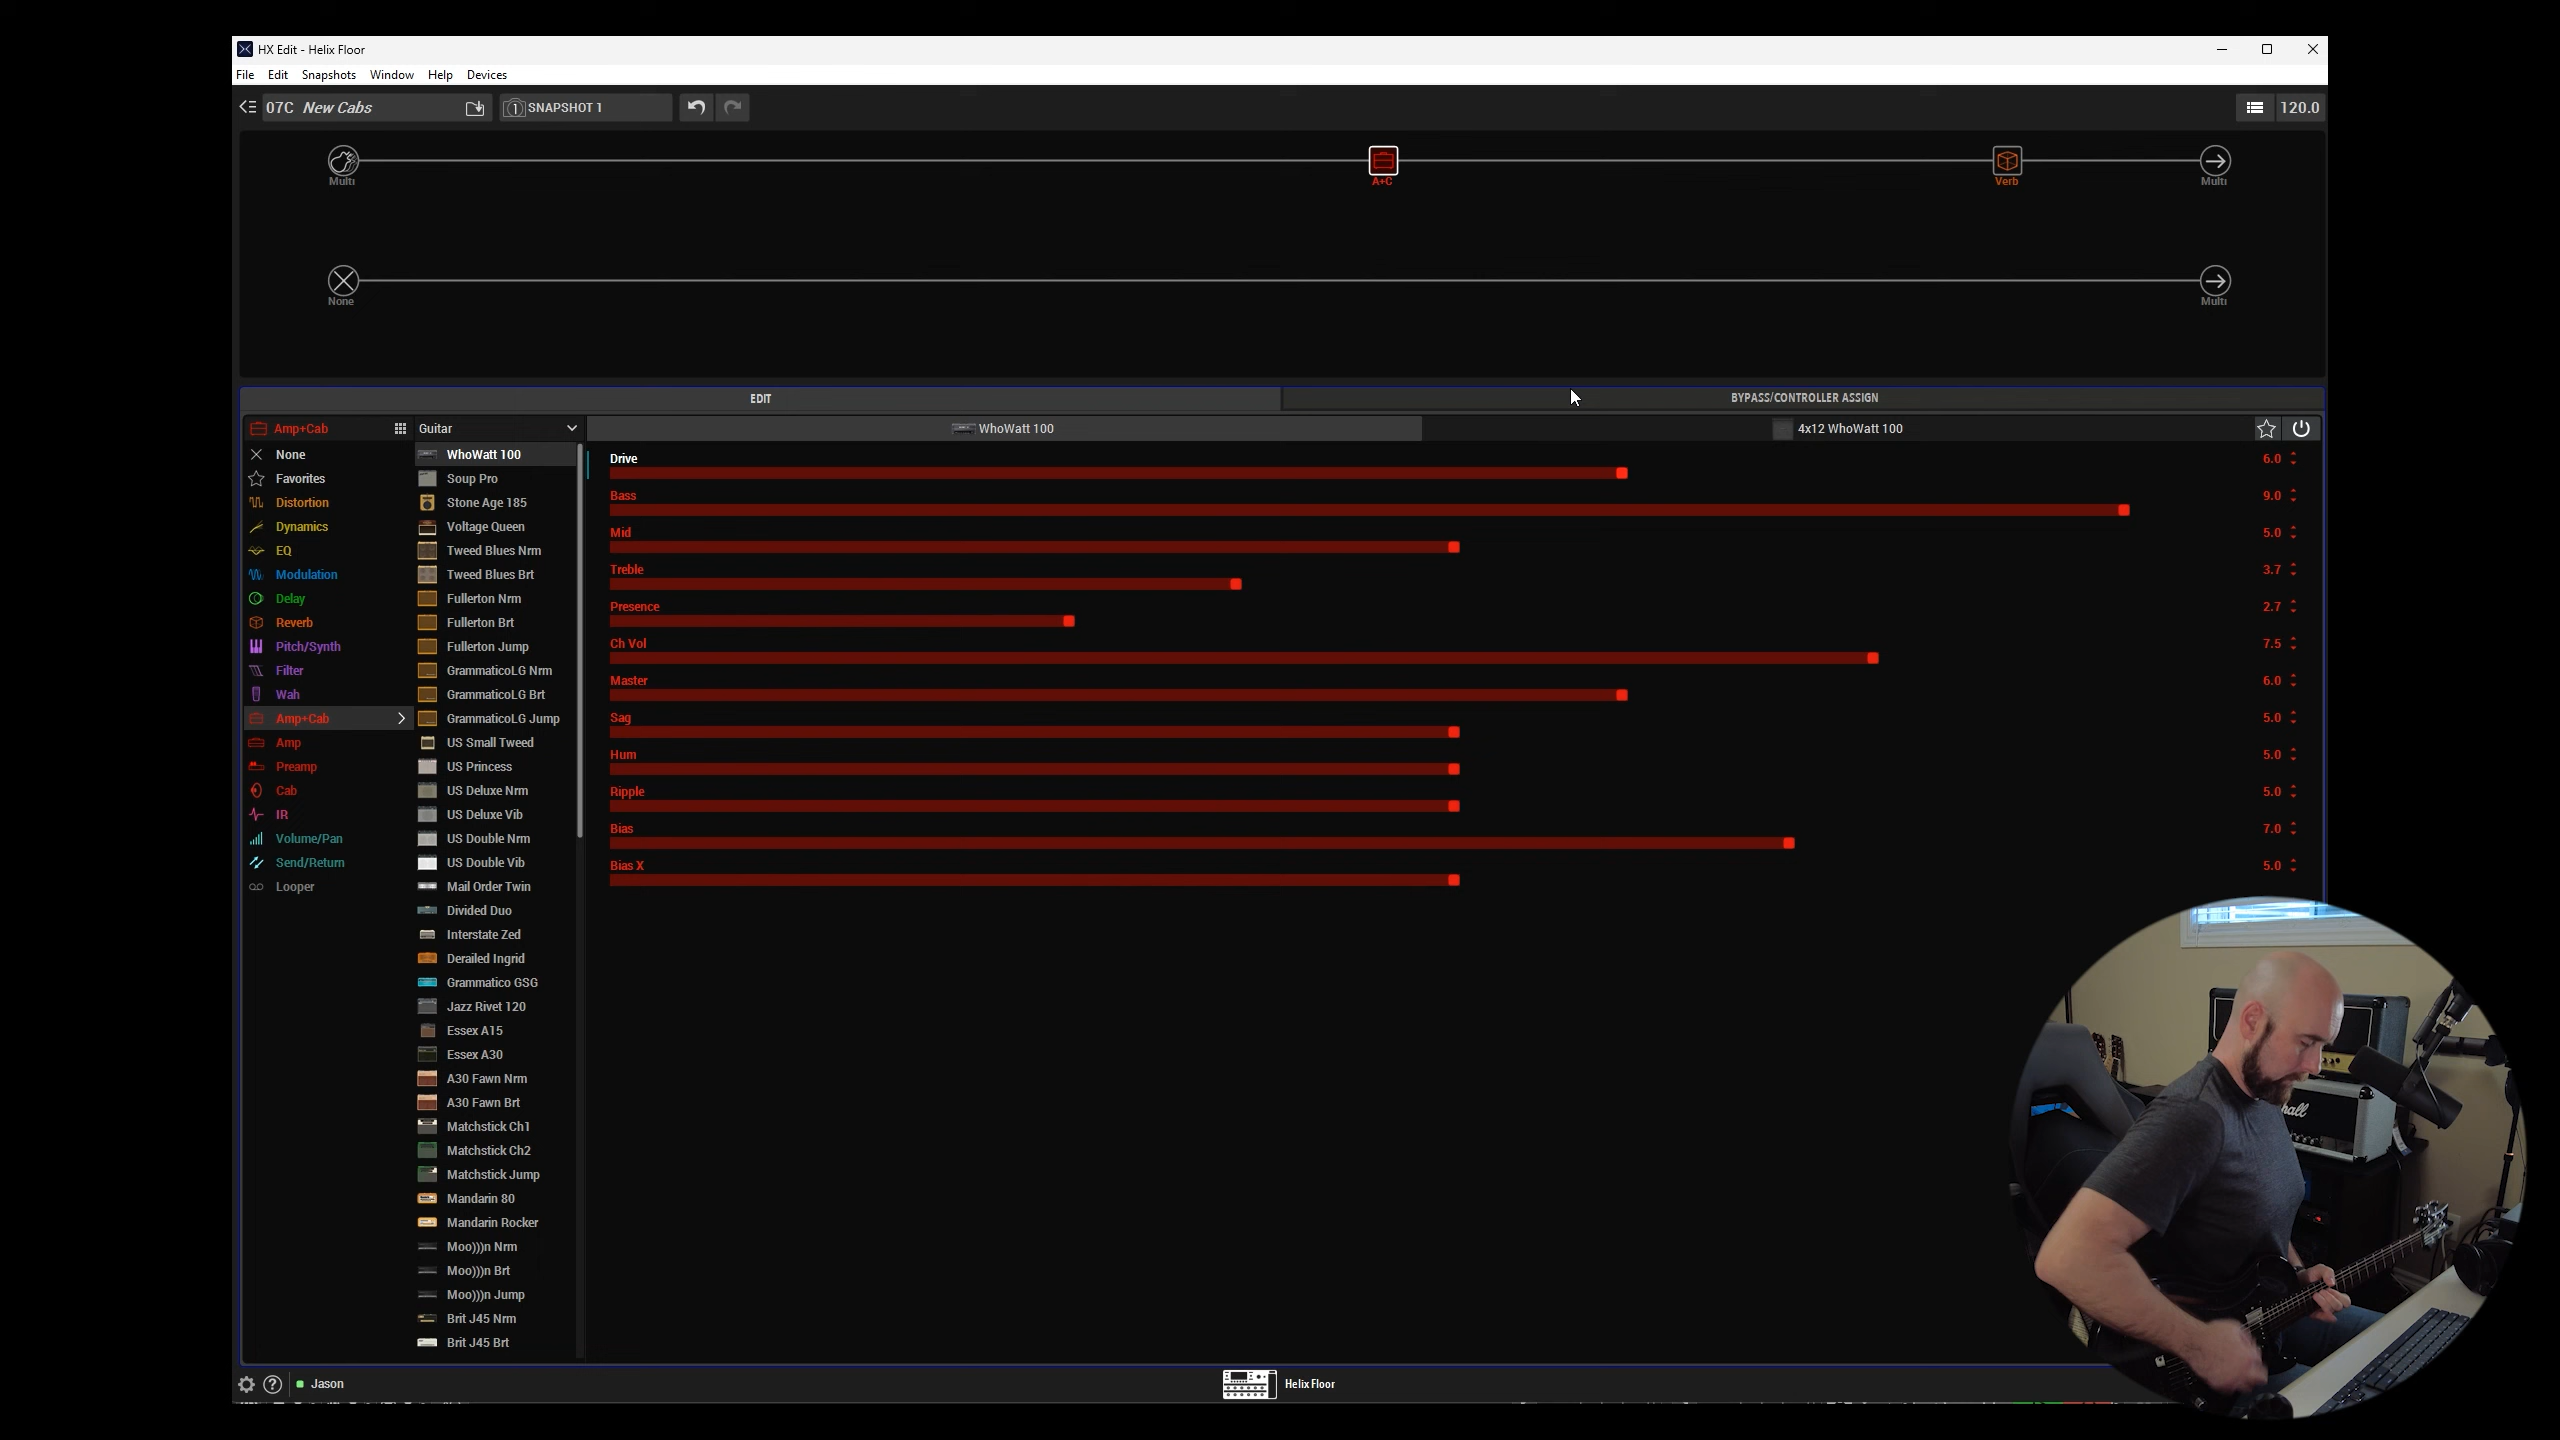 HX Edit - Helix Floor
File Edit Snapshots Window Help Devices
07C New Cabs
1 SNAPSHOT 1
120.0
Multi
A+C
Verb
Multi
None
Multi
EDIT
BYPASS/CONTROLLER ASSIGN
Amp+Cab
None
Favorites
Distortion
Dynamics
EQ
Modulation
Delay
Reverb
Pitch/Synth
Filter
Wah
Amp+Cab
Amp
Preamp
Cab
IR
Volume/Pan
Send/Return
Looper
Guitar
WhoWatt 100
Soup Pro
Stone Age 185
Voltage Queen
Tweed Blues Nrm
Tweed Blues Brt
Fullerton Nrm
Fullerton Brt
Fullerton Jump
GrammaticoLG Nrm
GrammaticoLG Brt
GrammaticoLG Jump
US Small Tweed
US Princess
US Deluxe Nrm
US Deluxe Vib
US Double Nrm
US Double Vib
Mail Order Twin
Divided Duo
Interstate Zed
Derailed Ingrid
Grammatico GSG
Jazz Rivet 120
Essex A15
Essex A30
A30 Fawn Nrm
A30 Fawn Brt
Matchstick Ch1
Matchstick Ch2
Matchstick Jump
Mandarin 80
Mandarin Rocker
Moo)))n Nrm
Moo)))n Brt
Moo)))n Jump
Brit J45 Nrm
Brit J45 Brt
WhoWatt 100
4x12 WhoWatt 100
Drive 6.0
Bass 9.0
Mid 5.0
Treble 3.7
Presence 2.7
Ch Vol 7.5
Master 6.0
Sag 5.0
Hum 5.0
Ripple 5.0
Bias 7.0
Bias X 5.0
? Jason
Helix Floor